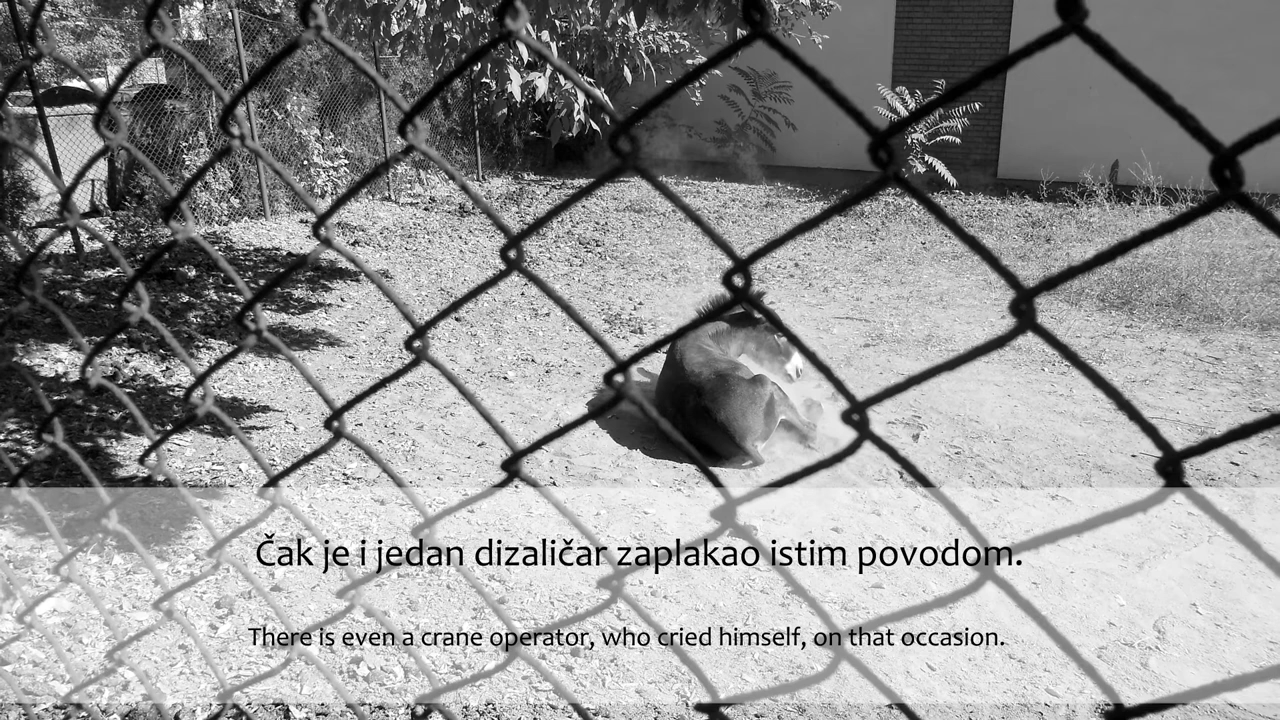 Čak je i jedan dizaličar zaplakao istim povodom.
There is even a crane operator, who cried himself, on that occasion.